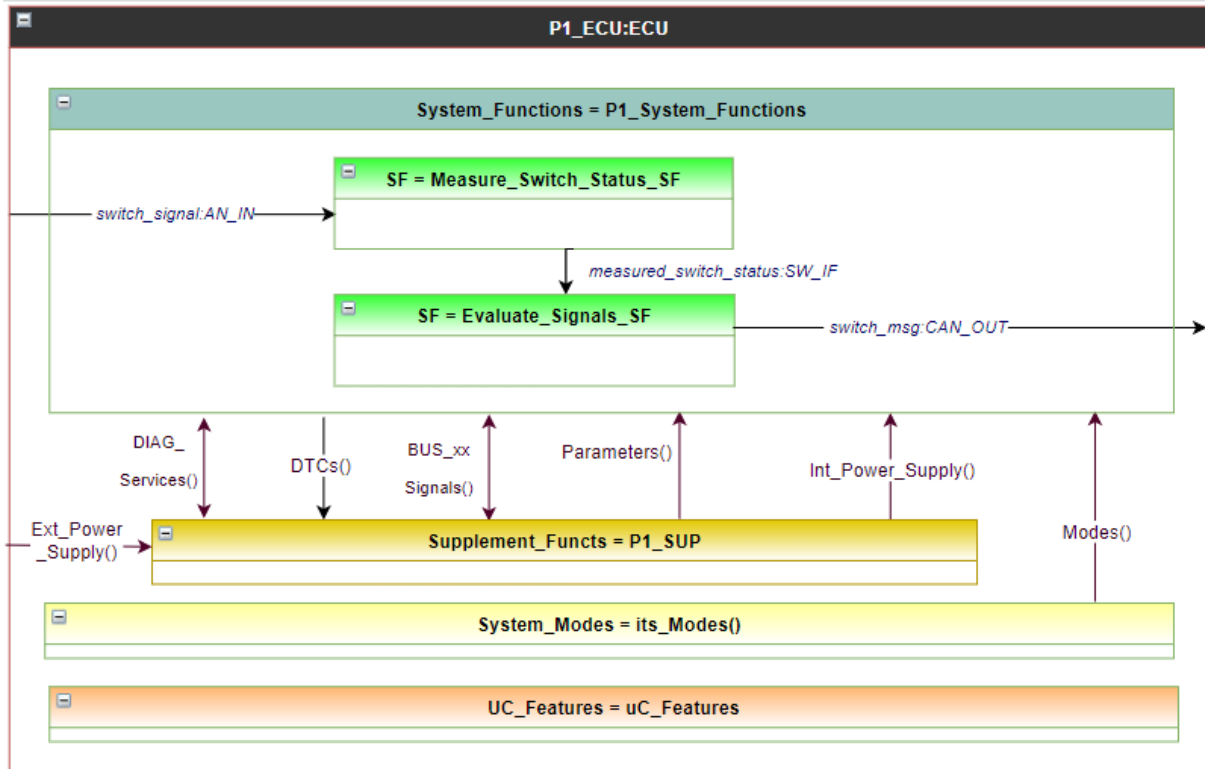 P1_ECU:ECU
System_Functions = P1_System_Functions
SF = Measure_Switch_Status_SF
switch_signal:AN_IN
measured_switch_status:SW_IF
SF = Evaluate_Signals_SF
switch_msg:CAN_OUT
DIAG_
Services()
DTCs()
BUS_xx
Signals()
Parameters()
Int_Power_Supply()
Modes()
Ext_Power
_Supply()
Supplement_Functs = P1_SUP
System_Modes = its_Modes()
UC_Features = uC_Features